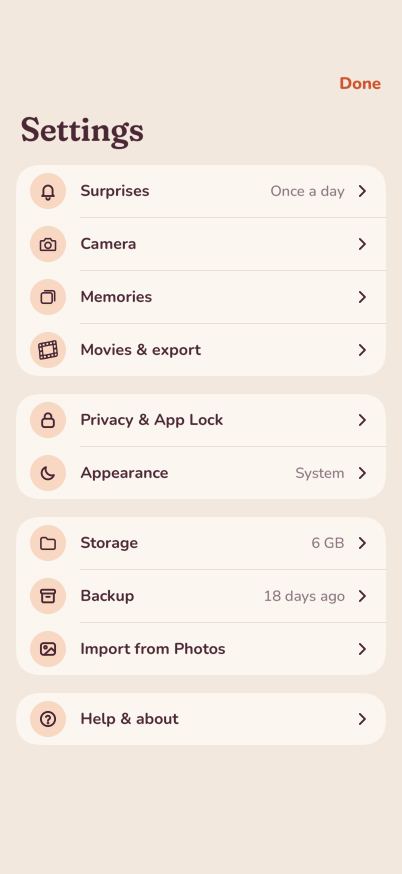 Done
Settings
Surprises Once a day
Camera
Memories
Movies & export
Privacy & App Lock
Appearance System
Storage 6 GB
Backup 18 days ago
Import from Photos
Help & about